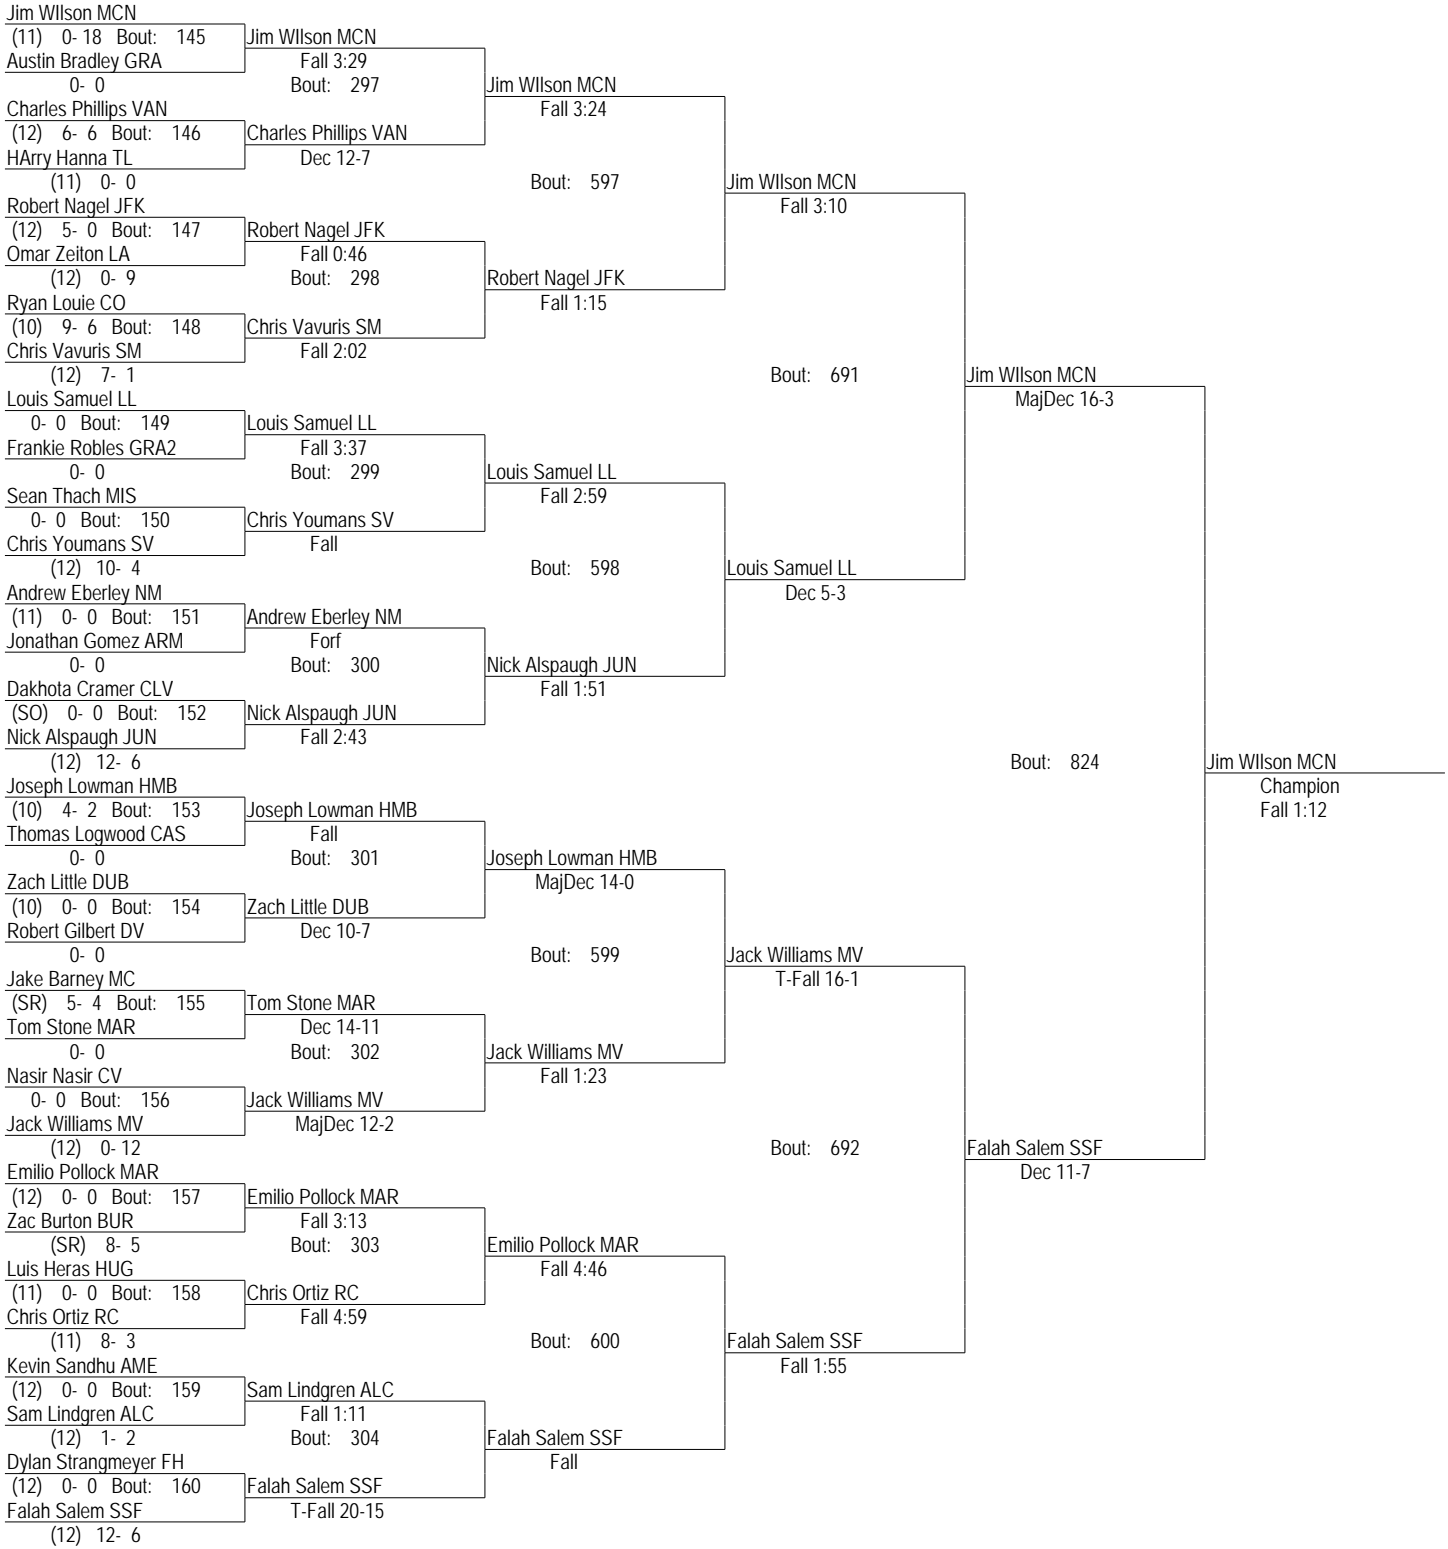 Jim WIlson MCN
(11) 0- 18 Bout: 145 Jim WIlson MCN
Austin Bradley GRA Fall 3:29
0- 0 Bout: 297 Jim WIlson MCN
Charles Phillips VAN Fall 3:24
(12) 6- 6 Bout: 146 Charles Phillips VAN
HArry Hanna TL Dec 12-7
(11) 0- 0 Bout: 597 Jim WIlson MCN
Robert Nagel JFK Fall 3:10
(12) 5- 0 Bout: 147 Robert Nagel JFK
Omar Zeiton LA Fall 0:46
(12) 0- 9 Bout: 298 Robert Nagel JFK
Ryan Louie CO Fall 1:15
(10) 9- 6 Bout: 148 Chris Vavuris SM
Chris Vavuris SM Fall 2:02
(12) 7- 1 Bout: 691 Jim WIlson MCN
Louis Samuel LL MajDec 16-3
0- 0 Bout: 149 Louis Samuel LL
Frankie Robles GRA2 Fall 3:37
0- 0 Bout: 299 Louis Samuel LL
Sean Thach MIS Fall 2:59
0- 0 Bout: 150 Chris Youmans SV
Chris Youmans SV Fall
(12) 10- 4 Bout: 598 Louis Samuel LL
Andrew Eberley NM Dec 5-3
(11) 0- 0 Bout: 151 Andrew Eberley NM
Jonathan Gomez ARM Forf
0- 0 Bout: 300 Nick Alspaugh JUN
Dakhota Cramer CLV Fall 1:51
(SO) 0- 0 Bout: 152 Nick Alspaugh JUN
Nick Alspaugh JUN Fall 2:43
(12) 12- 6 Bout: 824 Jim WIlson MCN
Joseph Lowman HMB Champion
(10) 4- 2 Bout: 153 Joseph Lowman HMB Fall 1:12
Thomas Logwood CAS Fall
0- 0 Bout: 301 Joseph Lowman HMB
Zach Little DUB MajDec 14-0
(10) 0- 0 Bout: 154 Zach Little DUB
Robert Gilbert DV Dec 10-7
0- 0 Bout: 599 Jack Williams MV
Jake Barney MC T-Fall 16-1
(SR) 5- 4 Bout: 155 Tom Stone MAR
Tom Stone MAR Dec 14-11
0- 0 Bout: 302 Jack Williams MV
Nasir Nasir CV Fall 1:23
0- 0 Bout: 156 Jack Williams MV
Jack Williams MV MajDec 12-2
(12) 0- 12 Bout: 692 Falah Salem SSF
Emilio Pollock MAR Dec 11-7
(12) 0- 0 Bout: 157 Emilio Pollock MAR
Zac Burton BUR Fall 3:13
(SR) 8- 5 Bout: 303 Emilio Pollock MAR
Luis Heras HUG Fall 4:46
(11) 0- 0 Bout: 158 Chris Ortiz RC
Chris Ortiz RC Fall 4:59
(11) 8- 3 Bout: 600 Falah Salem SSF
Kevin Sandhu AME Fall 1:55
(12) 0- 0 Bout: 159 Sam Lindgren ALC
Sam Lindgren ALC Fall 1:11
(12) 1- 2 Bout: 304 Falah Salem SSF
Dylan Strangmeyer FH Fall
(12) 0- 0 Bout: 160 Falah Salem SSF
Falah Salem SSF T-Fall 20-15
(12) 12- 6